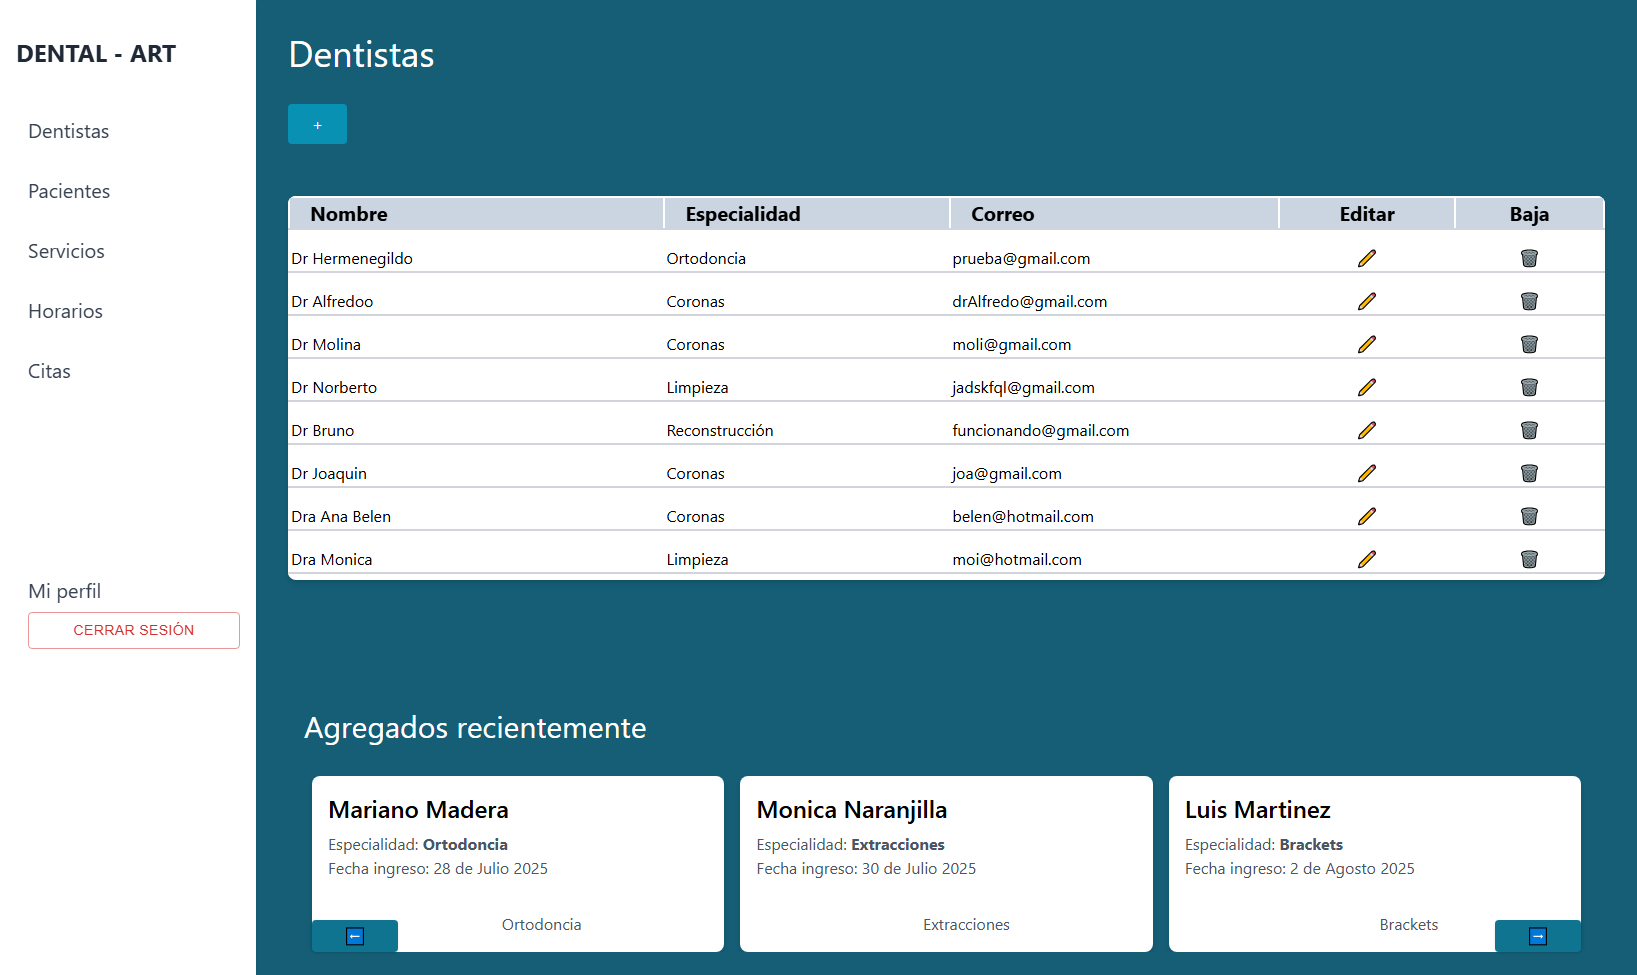 DENTAL - ART
Dentistas
Pacientes
Servicios
Horarios
Citas
Mi perfil
CERRAR SESIÓN
Dentistas
+
Nombre Especialidad Correo Editar Baja
Dr Hermenegildo Ortodoncia prueba@gmail.com
Dr Alfredoo Coronas drAlfredo@gmail.com
Dr Molina Coronas moli@gmail.com
Dr Norberto Limpieza jadskfql@gmail.com
Dr Bruno Reconstrucción funcionando@gmail.com
Dr Joaquin Coronas joa@gmail.com
Dra Ana Belen Coronas belen@hotmail.com
Dra Monica Limpieza moi@hotmail.com
Agregados recientemente
Mariano Madera
Especialidad: Ortodoncia
Fecha ingreso: 28 de Julio 2025
Ortodoncia
Monica Naranjilla
Especialidad: Extracciones
Fecha ingreso: 30 de Julio 2025
Extracciones
Luis Martinez
Especialidad: Brackets
Fecha ingreso: 2 de Agosto 2025
Brackets